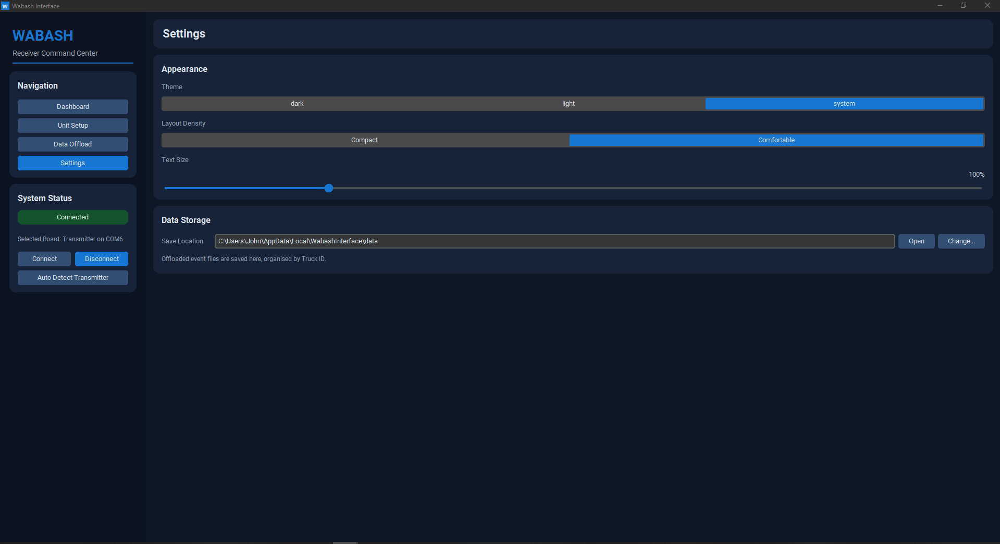 W Wabash Interface
WABASH
Receiver Command Center
Navigation
Dashboard
Unit Setup
Data Offload
Settings
System Status
Connected
Selected Board: Transmitter on COM6
Connect Disconnect
Auto Detect Transmitter
Settings
Appearance
Theme
dark light system
Layout Density
Compact Comfortable
Text Size
100%
Data Storage
Save Location C:\Users\John\AppData\Local\WabashInterface\data Open Change...
Offloaded event files are saved here, organised by Truck ID.